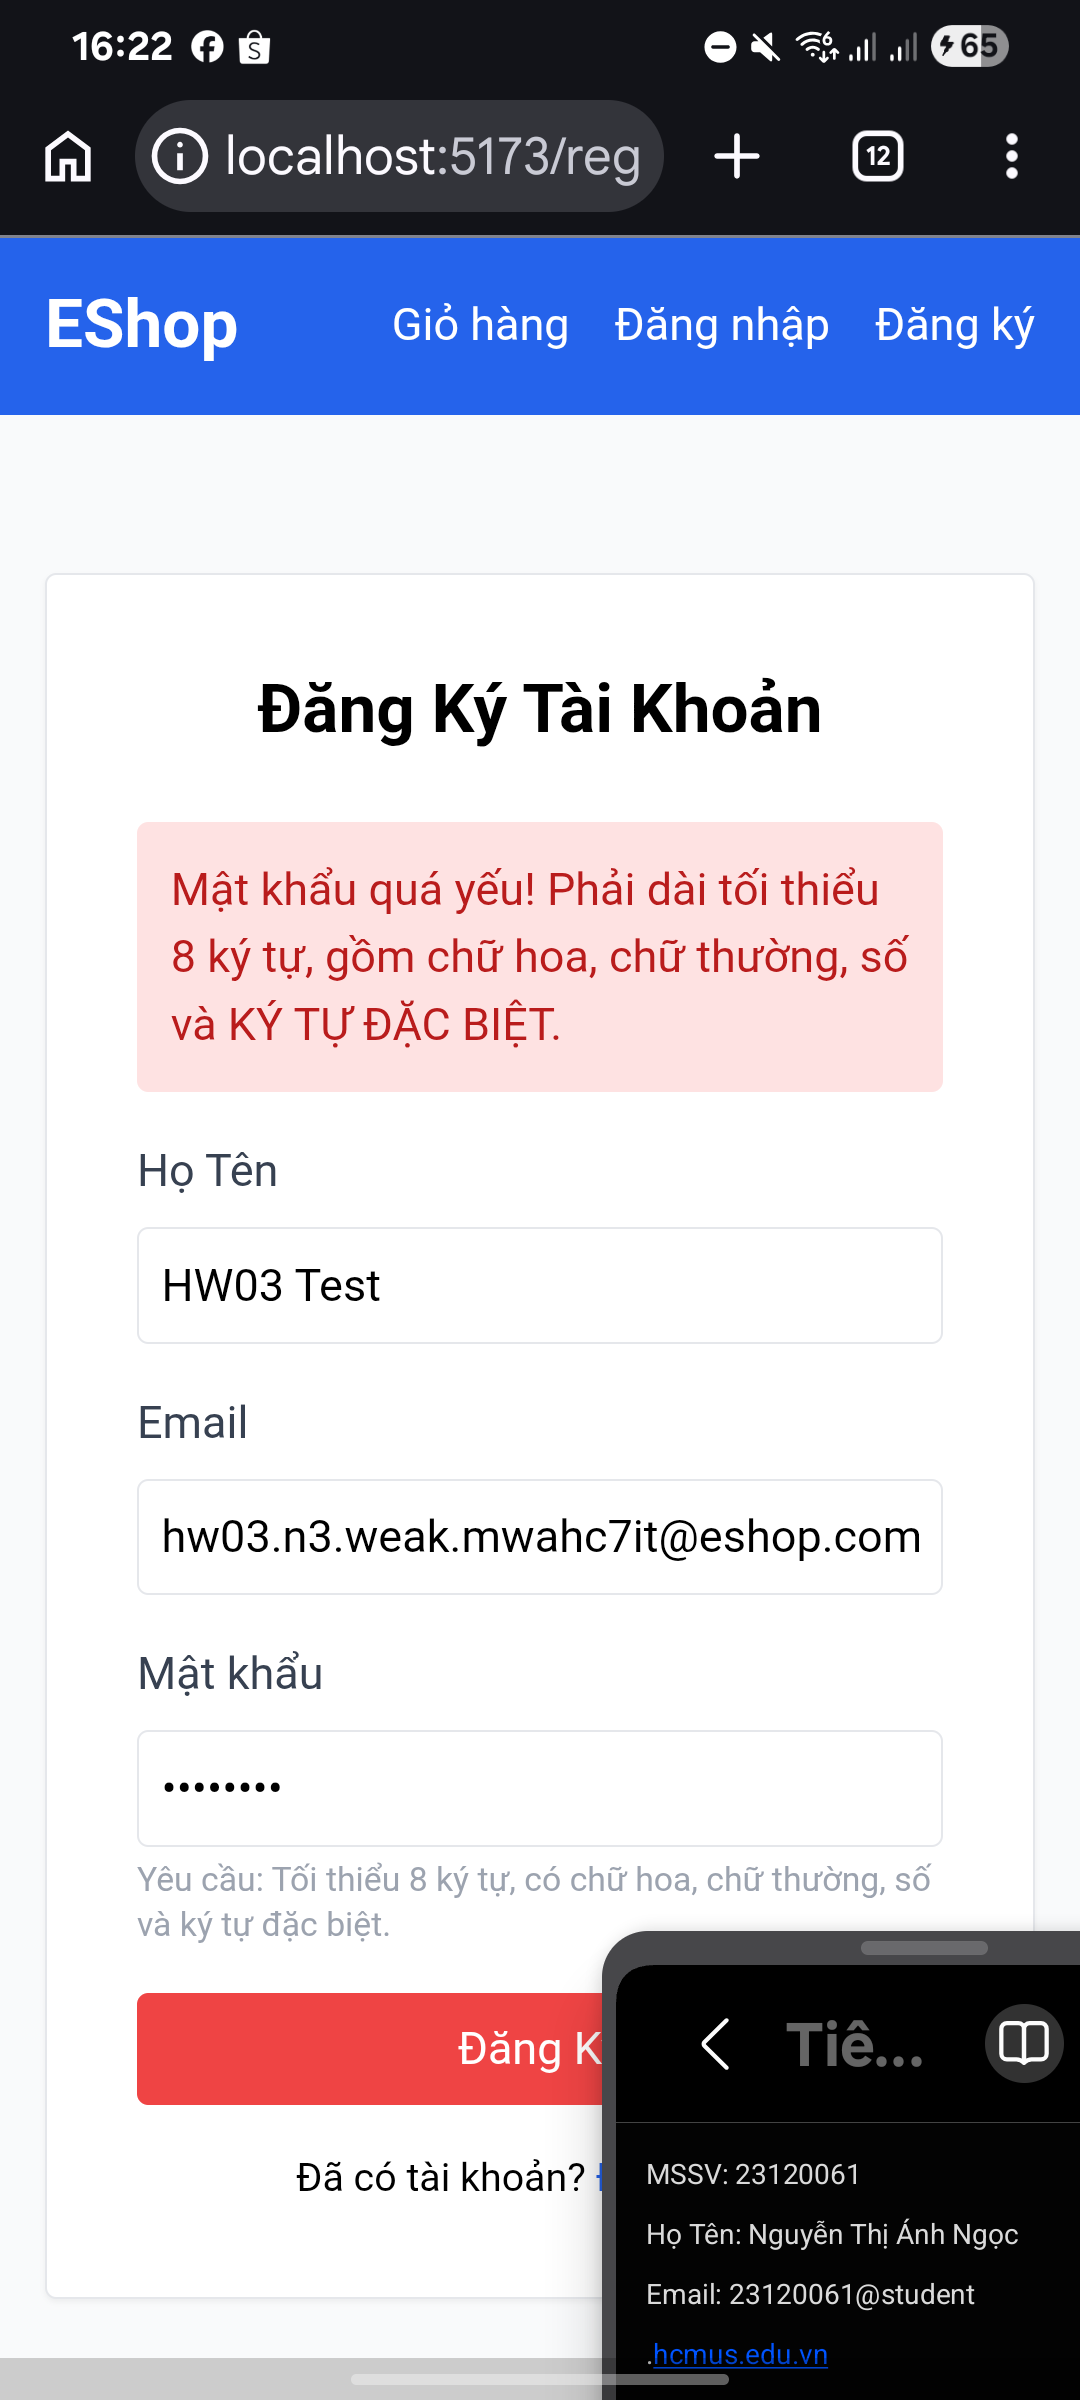 16:22
65
localhost:5173/reg
12
EShop
Giỏ hàng Đăng nhập Đăng ký
Đăng Ký Tài Khoản
Mật khẩu quá yếu! Phải dài tối thiểu
8 ký tự, gồm chữ hoa, chữ thường, số
và KÝ TỰ ĐẶC BIỆT.
Họ Tên
HW03 Test
Email
hw03.n3.weak.mwahc7it@eshop.com
Mật khẩu
••••••••
Yêu cầu: Tối thiểu 8 ký tự, có chữ hoa, chữ thường, số
và ký tự đặc biệt.
Đăng K
Đã có tài khoản?
Tiê...
MSSV: 23120061
Họ Tên: Nguyễn Thị Ánh Ngọc
Email: 23120061@student
.hcmus.edu.vn